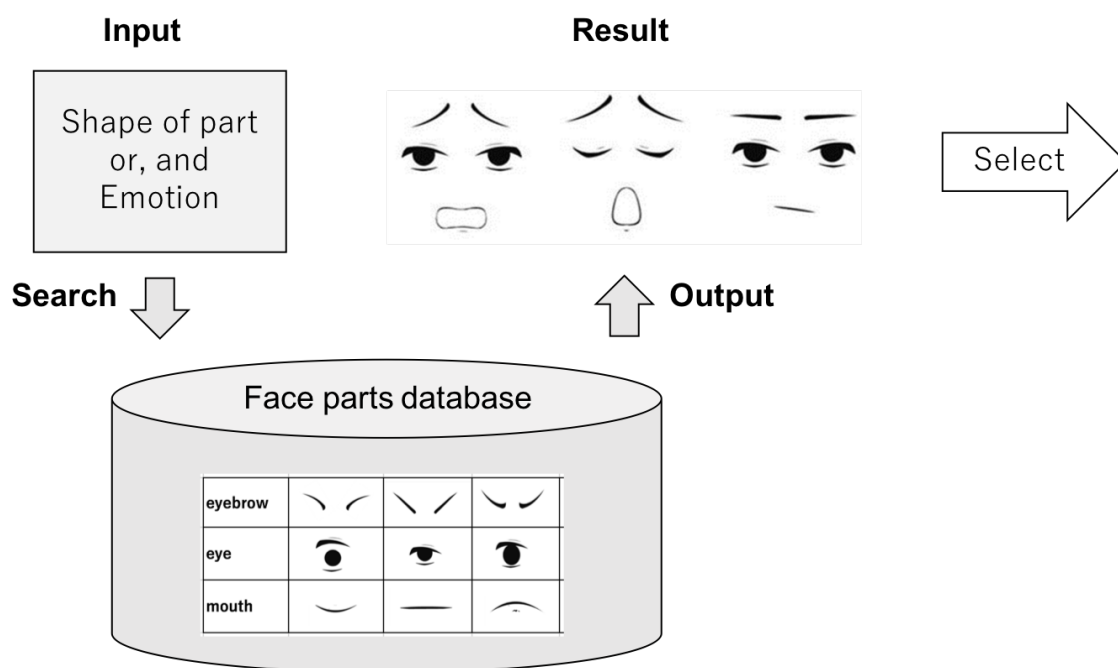 Input
Result
Shape of part
or, and
Emotion
Select
Search
Output
Face parts database
eyebrow
eye
mouth